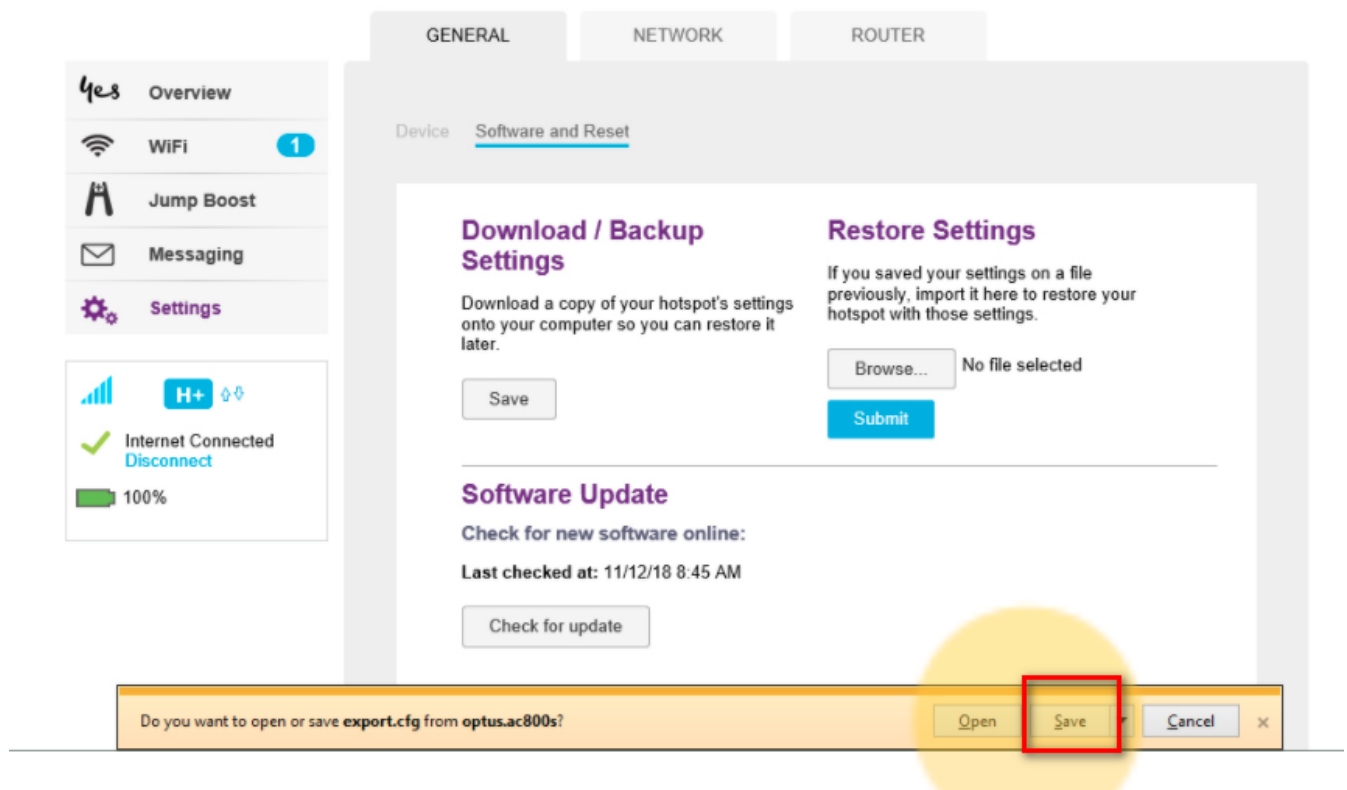 GENERAL NETWORK ROUTER
yes Overview
WiFi 1
Jump Boost
Messaging
Settings
H+
Internet Connected
Disconnect
100%
Device Software and Reset
Download / Backup
Settings
Download a copy of your hotspot's settings
onto your computer so you can restore it
later.
Save
Restore Settings
If you saved your settings on a file
previously, import it here to restore your
hotspot with those settings.
Browse... No file selected
Submit
Software Update
Check for new software online:
Last checked at: 11/12/18 8:45 AM
Check for update
Do you want to open or save export.cfg from optus.ac800s? Open Save Cancel ×